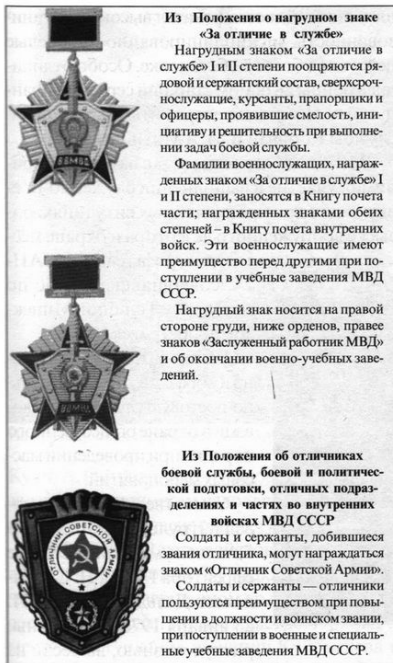 Из Положения о нагрудном знаке
«За отличие в службе»
Нагрудным знаком «За отличие в
службе» I и II степени поощряются ря-
довой и сержантский состав, сверхсроч-
нослужащие, курсанты, прапорщики и
офицеры, проявившие смелость, ини-
циативу и решительность при выполне-
нии задач боевой службы.
Фамилии военнослужащих, награж-
денных знаком «За отличие в службе» I
и II степени, заносятся в Книгу почета
части; награжденных знаками обеих
степеней – в Книгу почета внутренних
войск. Эти военнослужащие имеют
преимущество перед другими при по-
ступлении в учебные заведения МВД
СССР.
Нагрудный знак носится на правой
стороне груди, ниже орденов, правее
знаков «Заслуженный работник МВД»
и об окончании военно-учебных заве-
дений.
ВВМВД
ВВМВД
Из Положения об отличниках
боевой службы, боевой и политичес-
кой подготовки, отличных подраз-
делениях и частях во внутренних
войсках МВД СССР
Солдаты и сержанты, добившиеся
звания отличника, могут награждаться
знаком «Отличник Советской Армии».
Солдаты и сержанты — отличники
пользуются преимуществом при повы-
шении в должности и воинском звании,
при поступлении в военные и специаль-
ные учебные заведения МВД СССР.
ОТЛИЧНИК СОВЕТСКОЙ АРМИИ